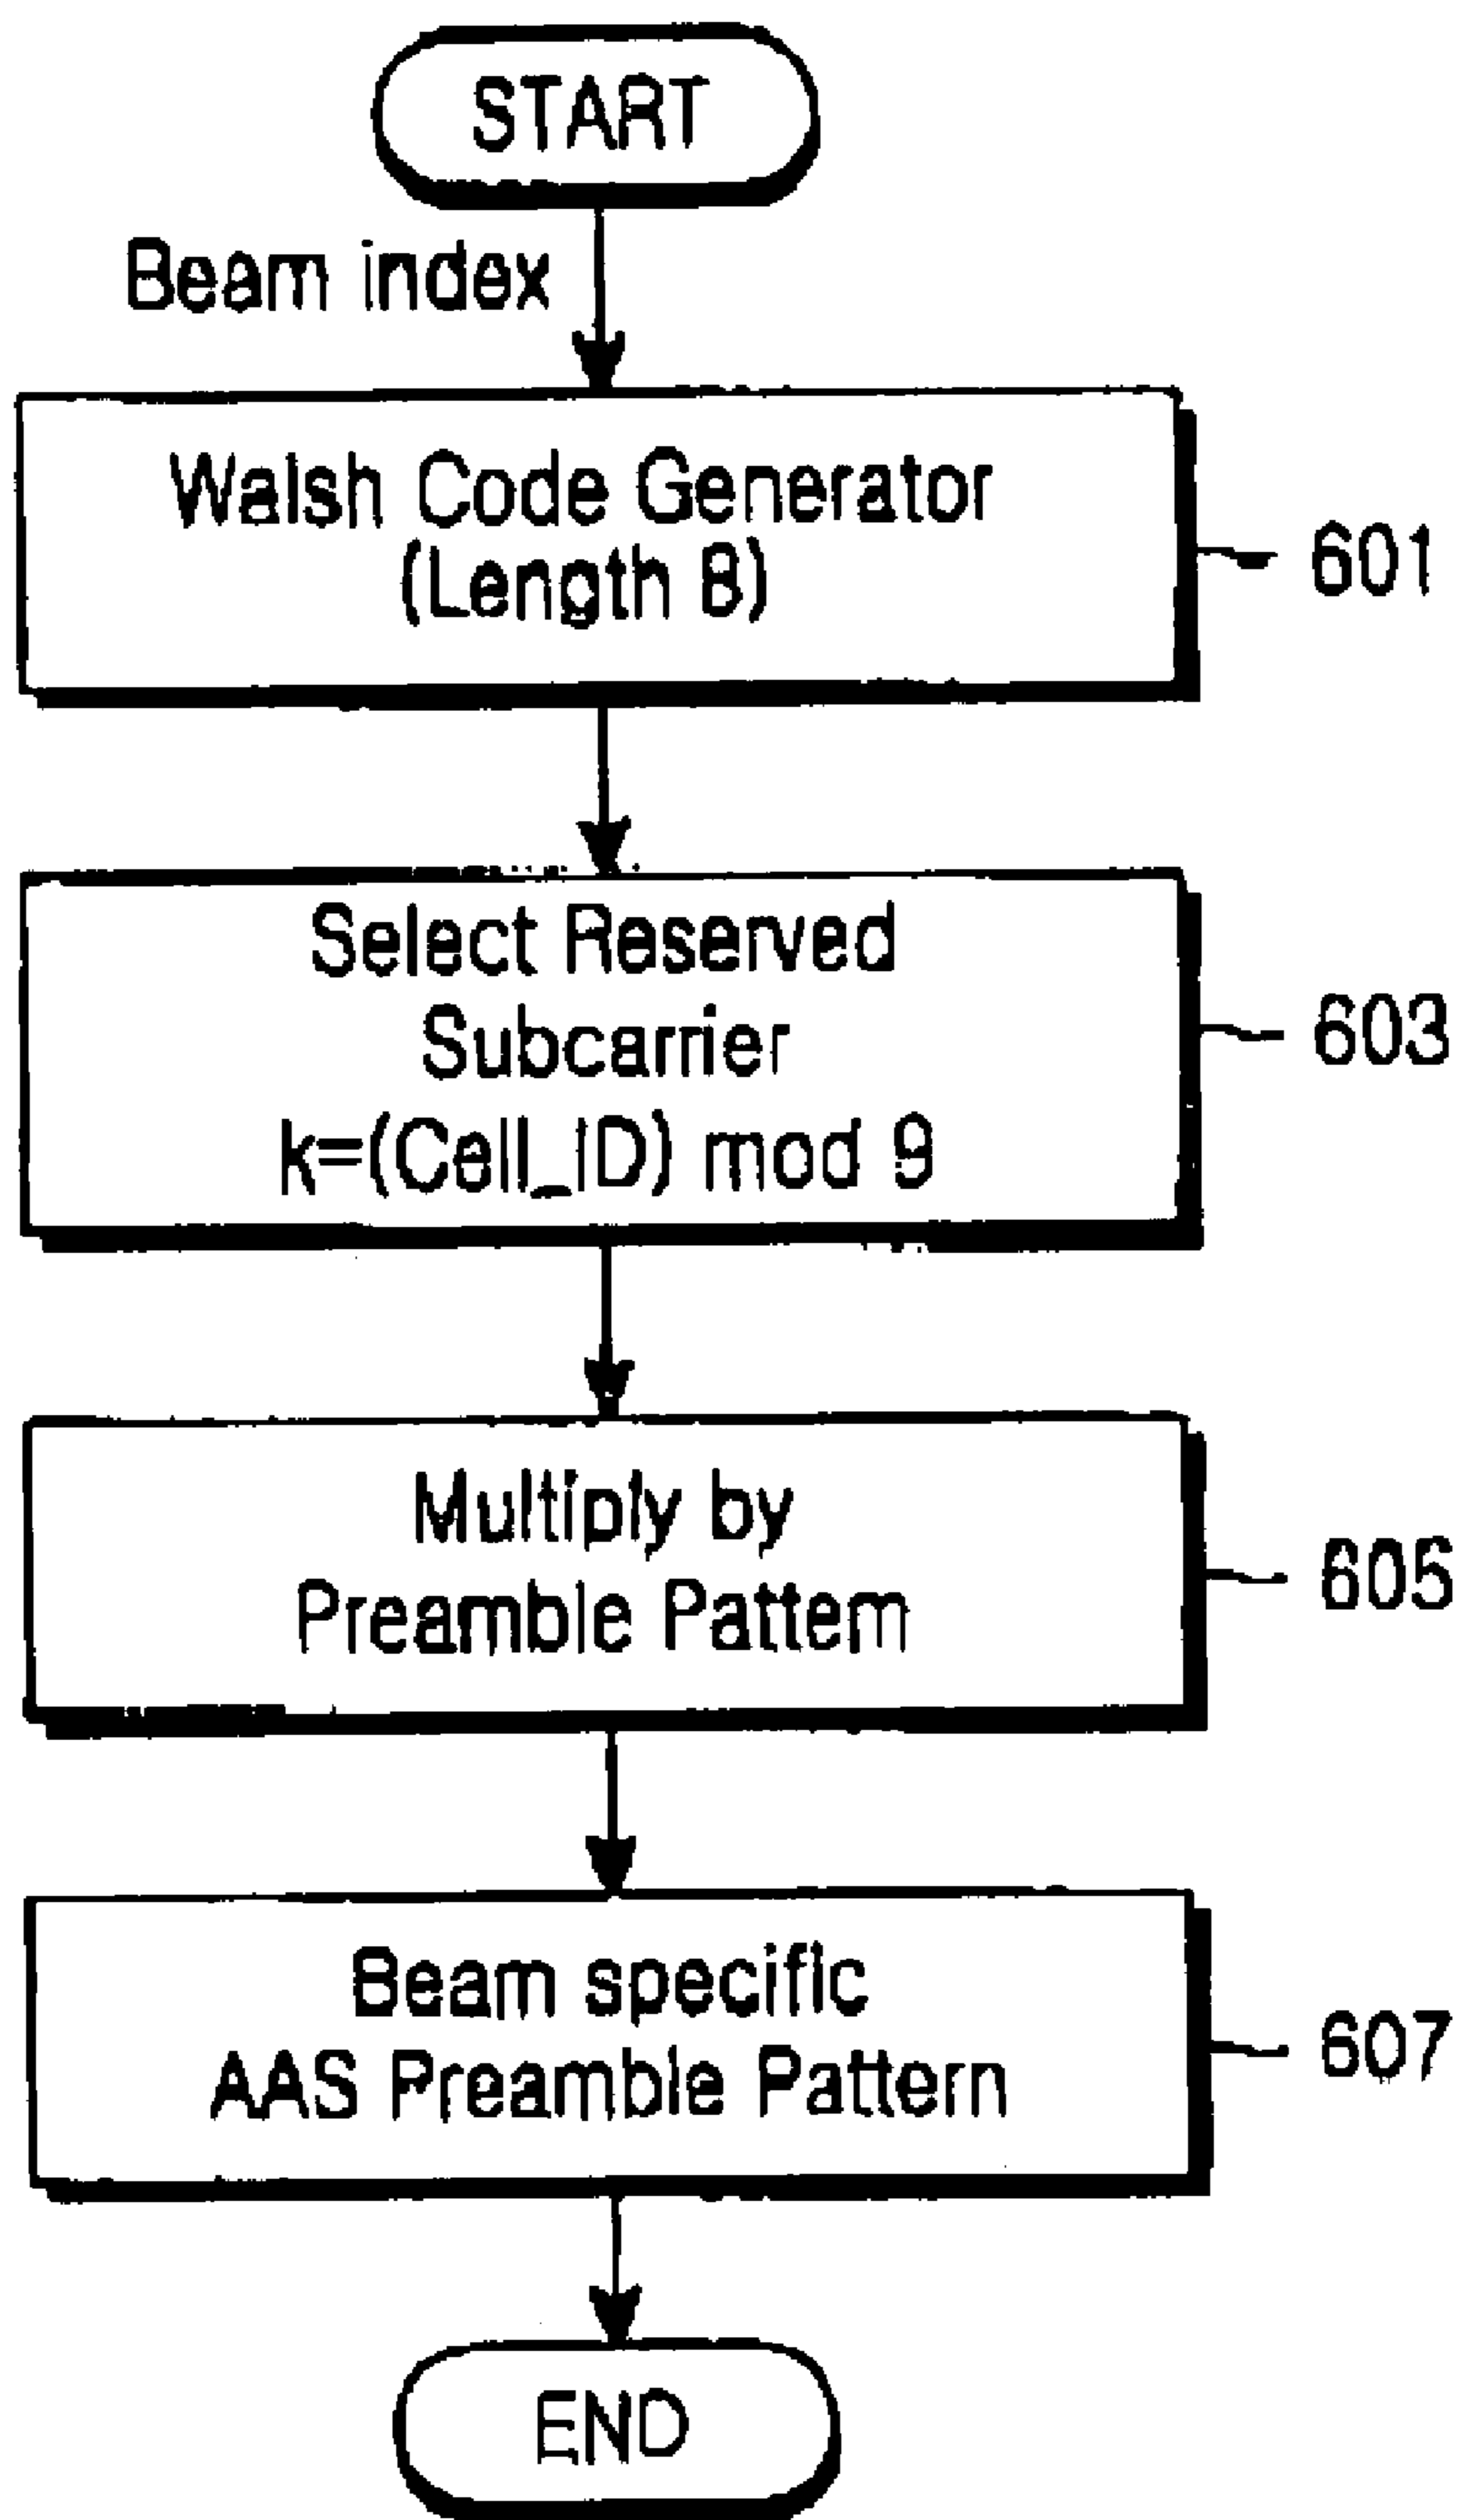 START
Beam index
Walsh Code Generator
(Length 8)
601
Select Reserved
Subcarrier
k=(Cell_ID) mod 9
603
Multiply by
Preamble Pattern
605
Beam specific
AAS Preamble Pattern
607
END